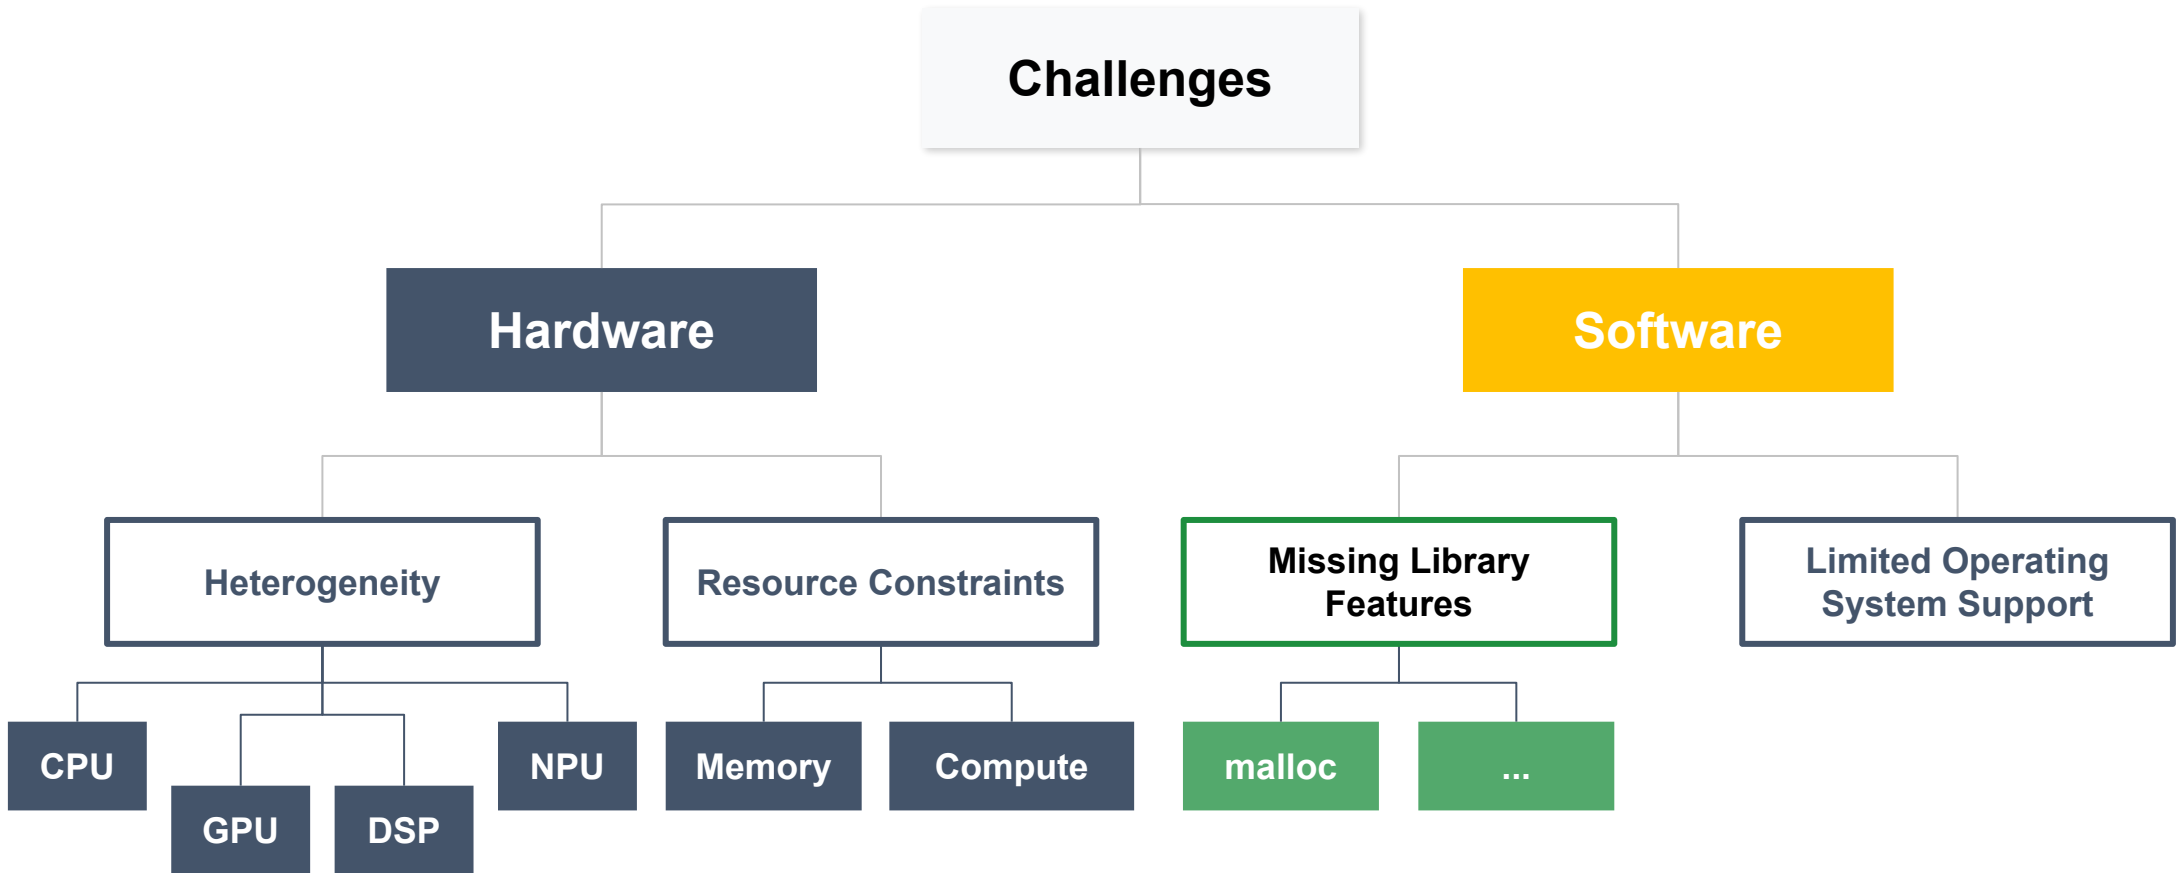 Challenges
Hardware
Software
Heterogeneity
Resource Constraints
Missing Library
Features
Limited Operating
System Support
CPU
GPU
DSP
NPU
Memory
Compute
malloc
...